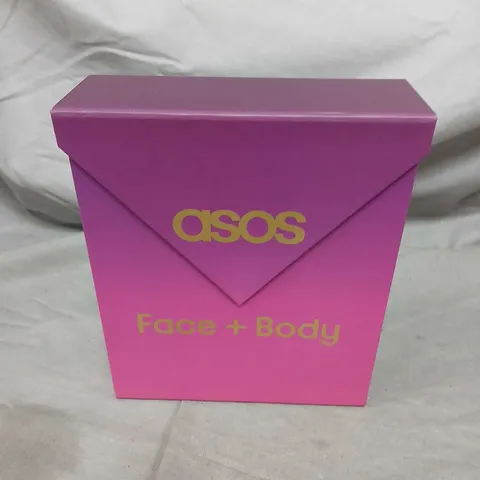 asos
Face + Body